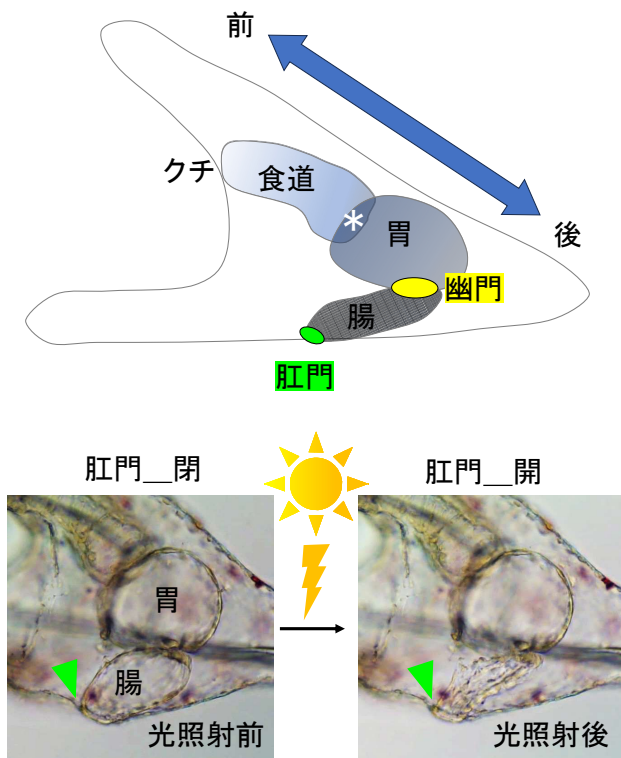 前
クチ
食道
*
胃
後
幽門
腸
肛門
肛門__閉
肛門__開
胃
腸
光照射前
光照射後